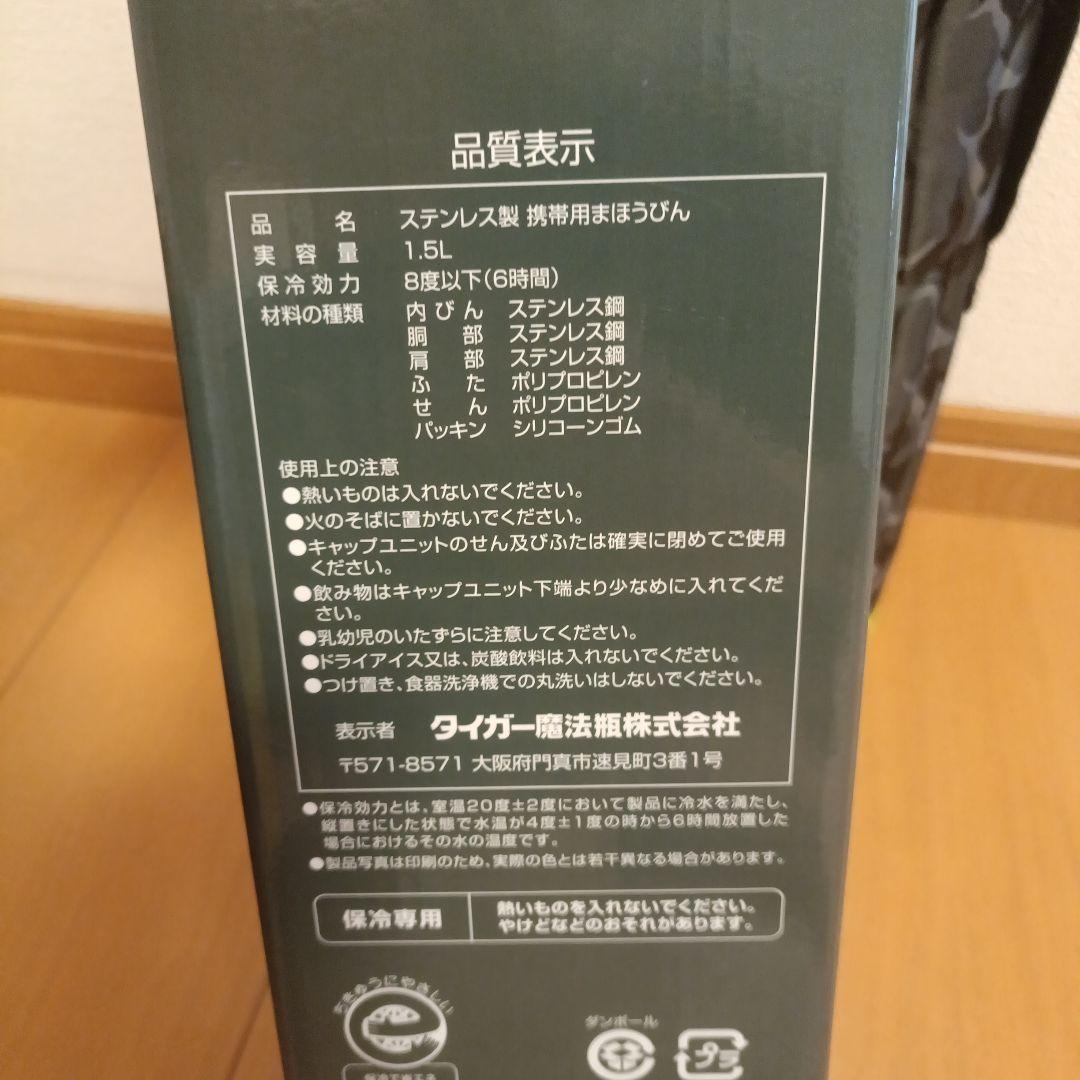 品質表示
品名 ステンレス製 携帯用まほうびん
実容量 1.5L
保冷効力 8度以下(6時間)
材料の種類 内びん ステンレス鋼
胴部 ステンレス鋼
肩部 ステンレス鋼
ふた ポリプロピレン
せん ポリプロピレン
パッキン シリコーンゴム
使用上の注意
●熱いものは入れないでください。
●火のそばに置かないでください。
●キャップユニットのせん及びふたは確実に閉めてご使用
ください。
●飲み物はキャップユニット下端より少なめに入れてくだ
さい。
●乳幼児のいたずらに注意してください。
●ドライアイス又は、炭酸飲料は入れないでください。
●つけ置き、食器洗浄機での丸洗いはしないでください。
表示者 タイガー魔法瓶株式会社
〒571-8571 大阪府門真市速見町3番1号
●保冷効力とは、室温20度±2度において製品に冷水を満たし、
縦置きにした状態で水温が4度±1度の時から6時間放置した
場合におけるその水の温度です。
●製品写真は印刷のため、実際の色とは若干異なる場合があります。
保冷専用 熱いものを入れないでください。
やけどなどのおそれがあります。
ちきゅうにやさしい
ダンボール
プラ